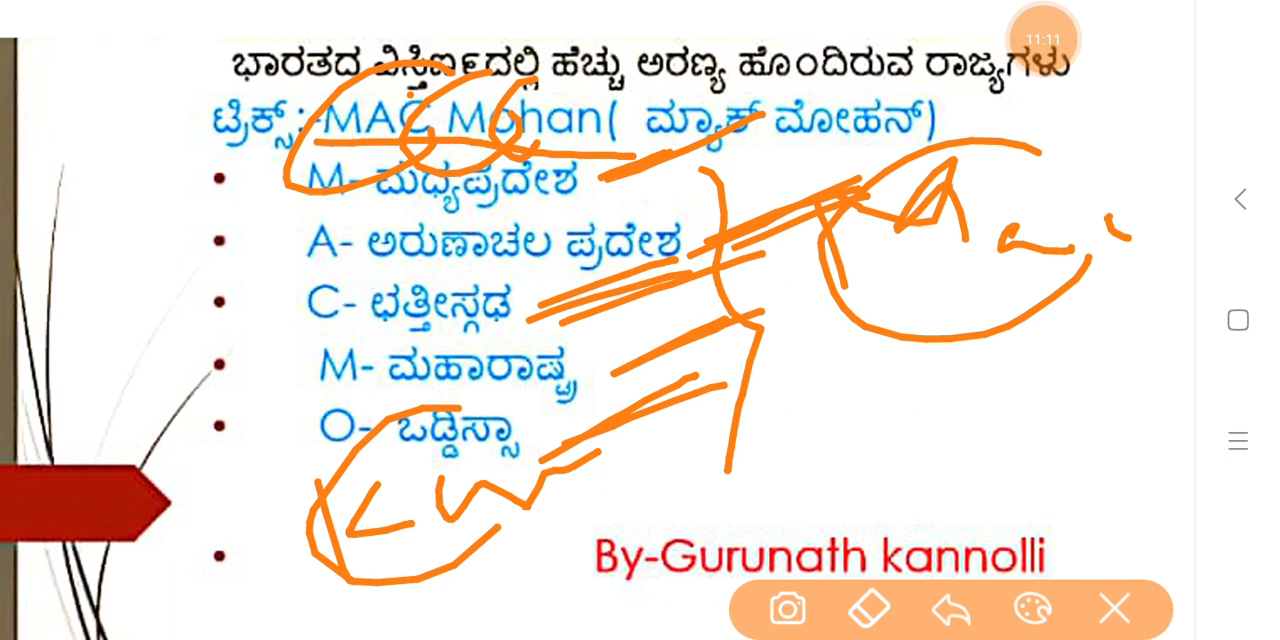 11:11
ಭಾರತದ ವಿಸ್ತಿರ್ಣದಲ್ಲಿ ಹೆಚ್ಚು ಅರಣ್ಯ ಹೊಂದಿರುವ ರಾಜ್ಯಗಳು
ಟ್ರಿಕ್ಸ್:-MAC Mohan( ಮ್ಯಾಕ್ ಮೋಹನ್)
M- ಮಧ್ಯಪ್ರದೇಶ
A- ಅರುಣಾಚಲ ಪ್ರದೇಶ
C- ಛತ್ತೀಸ್ಗಢ
M- ಮಹಾರಾಷ್ಟ್ರ
O- ಒಡ್ಡಿಸ್ಸಾ
By-Gurunath kannolli